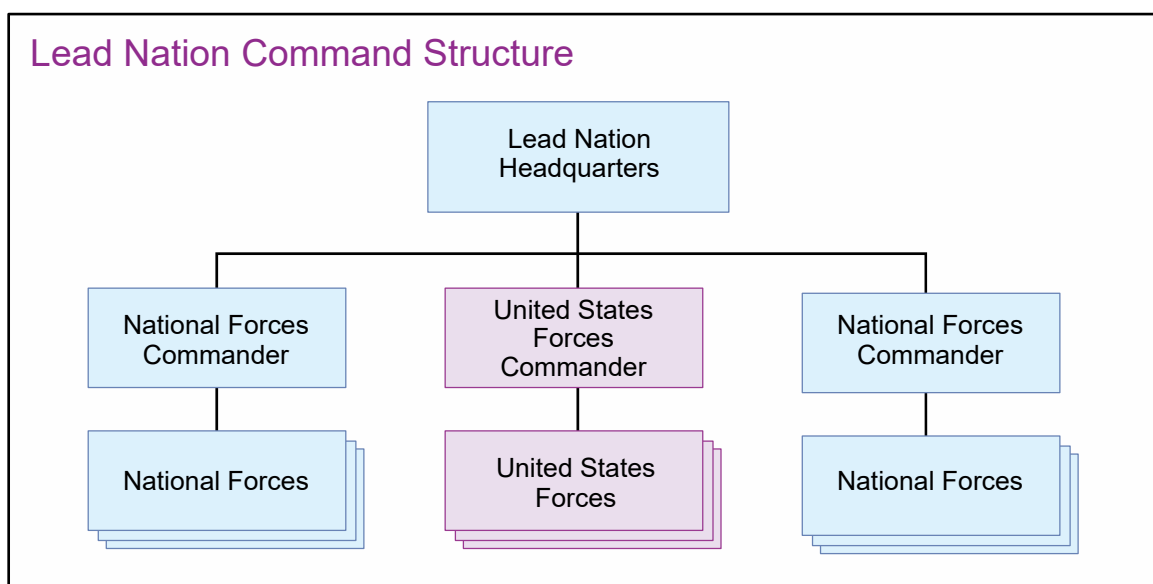 Lead Nation Command Structure
Lead Nation
Headquarters
National Forces
Commander
United States
Forces
Commander
National Forces
Commander
National Forces
United States
Forces
National Forces